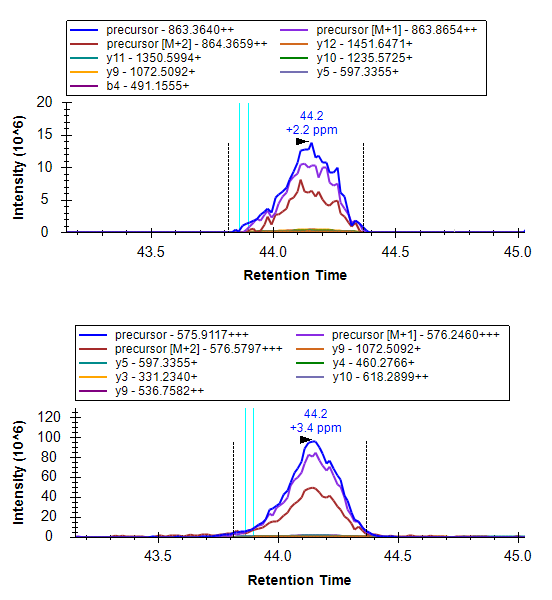 precursor - 863.3640++ precursor [M+1] - 863.8654++
precursor [M+2] - 864.3659++ y12 - 1451.6471+
y11 - 1350.5994+ y10 - 1235.5725+
y9 - 1072.5092+ y5 - 597.3355+
b4 - 491.1555+
20
44.2
+2.2 ppm
15
10
5
0
Intensity (10^6)
43.5 44.0 44.5 45.0
Retention Time
precursor - 575.9117+++ precursor [M+1] - 576.2460+++
precursor [M+2] - 576.5797+++ y9 - 1072.5092+
y5 - 597.3355+ y4 - 460.2766+
y3 - 331.2340+ y10 - 618.2899++
y9 - 536.7582++
120
44.2
+3.4 ppm
100
80
60
40
20
0
Intensity (10^6)
43.5 44.0 44.5 45.0
Retention Time